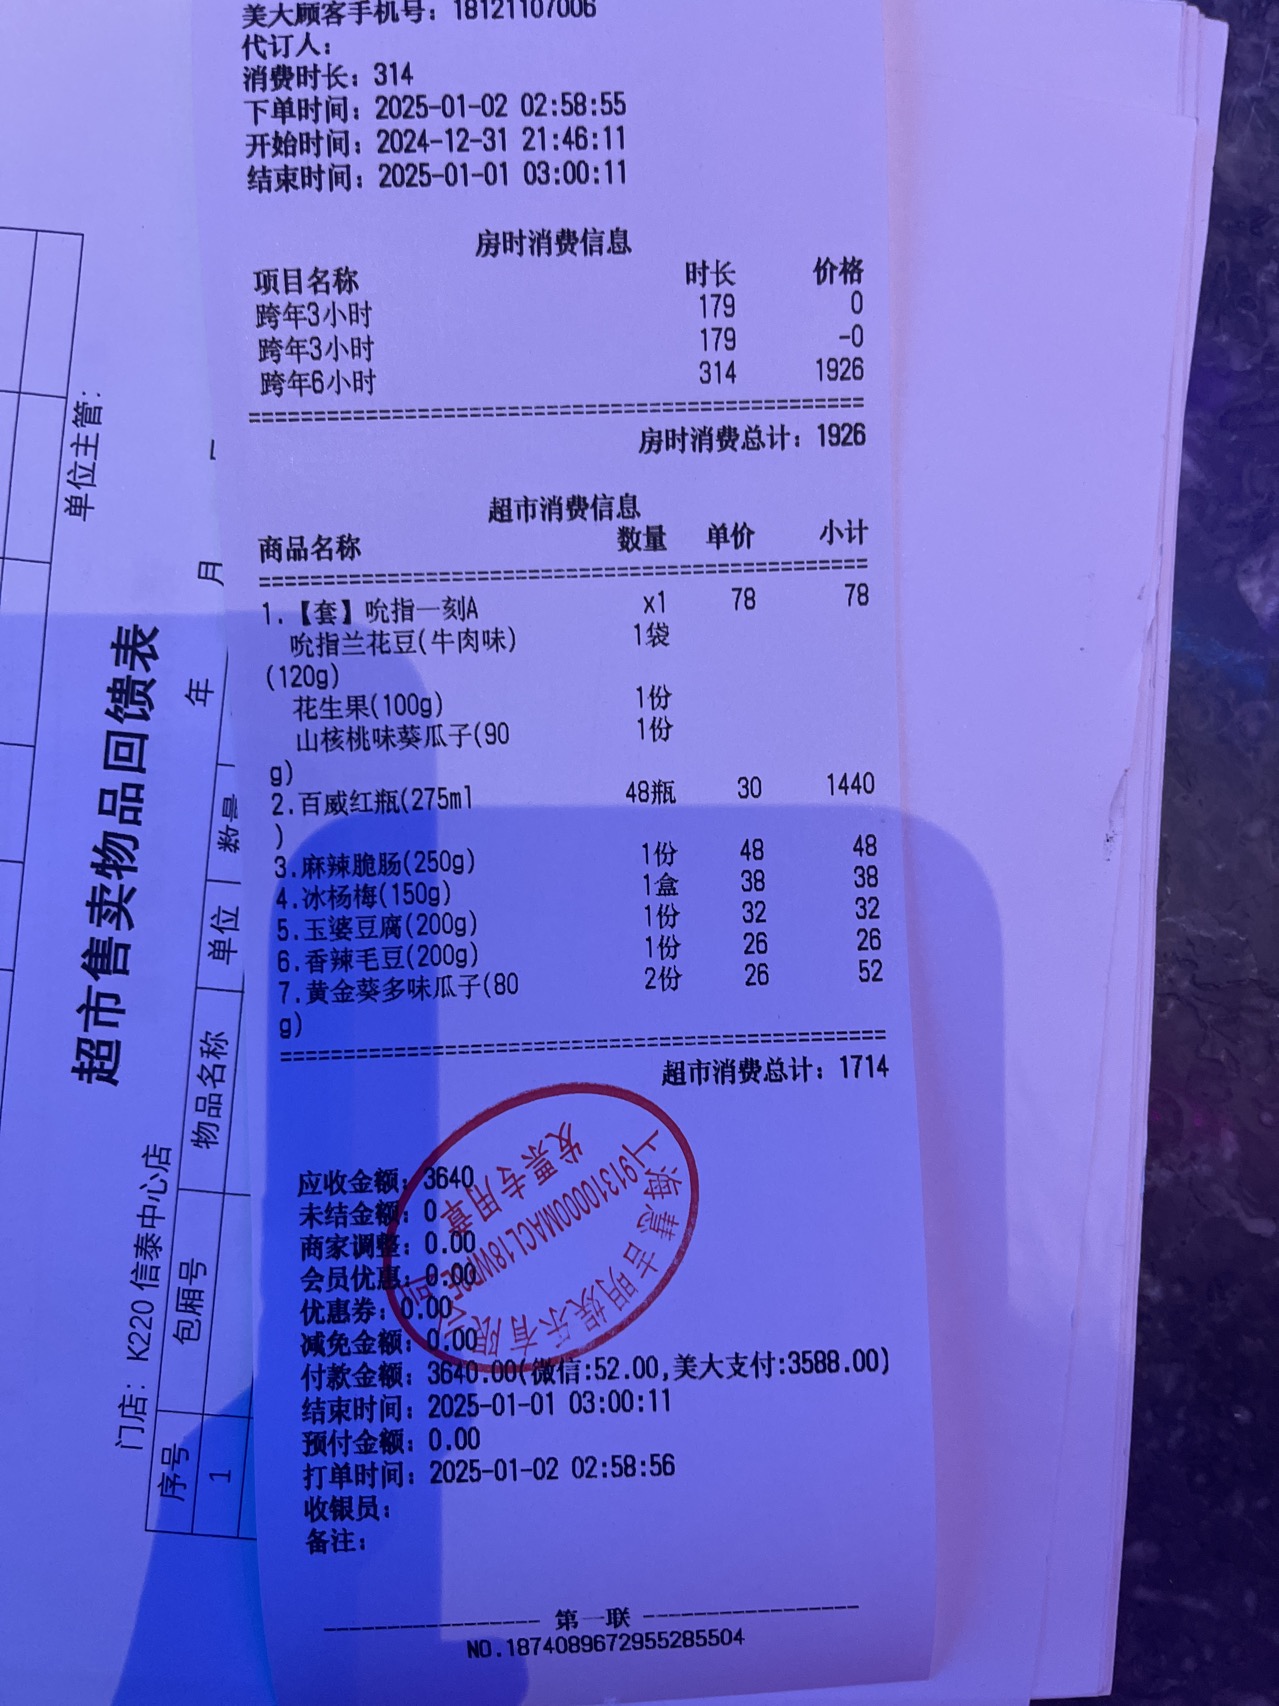 美大顾客手机号：18121107006
代订人：
消费时长：314
下单时间：2025-01-02 02:58:55
开始时间：2024-12-31 21:46:11
结束时间：2025-01-01 03:00:11
房时消费信息
项目名称 时长 价格
跨年3小时 179 0
跨年3小时 179 -0
跨年6小时 314 1926
房时消费总计：1926
超市消费信息
商品名称 数量 单价 小计
1.【套】吮指一刻A x1 78 78
吮指兰花豆(牛肉味) 1袋
(120g)
花生果(100g) 1份
山核桃味葵瓜子(90 1份
g)
2.百威红瓶(275ml 48瓶 30 1440
)
3.麻辣脆肠(250g) 1份 48 48
4.冰杨梅(150g) 1盒 38 38
5.玉婆豆腐(200g) 1份 32 32
6.香辣毛豆(200g) 1份 26 26
7.黄金葵多味瓜子(80 2份 26 52
g)
超市消费总计：1714
应收金额：3640
未结金额：0
商家调整：0.00
会员优惠：0.00
优惠券：0.00
减免金额：0.00
付款金额：3640.00(微信:52.00,美大支付:3588.00)
结束时间：2025-01-01 03:00:11
预付金额：0.00
打单时间：2025-01-02 02:58:56
收银员：
备注：
第一联
NO.1874089672955285504
上海慧吉明娱乐有限公司
发票专用章
超市售卖物品回馈表
单位主管：
年 月
门店：K220 信泰中心店
序号 包厢号 物品名称 单位 数量
1